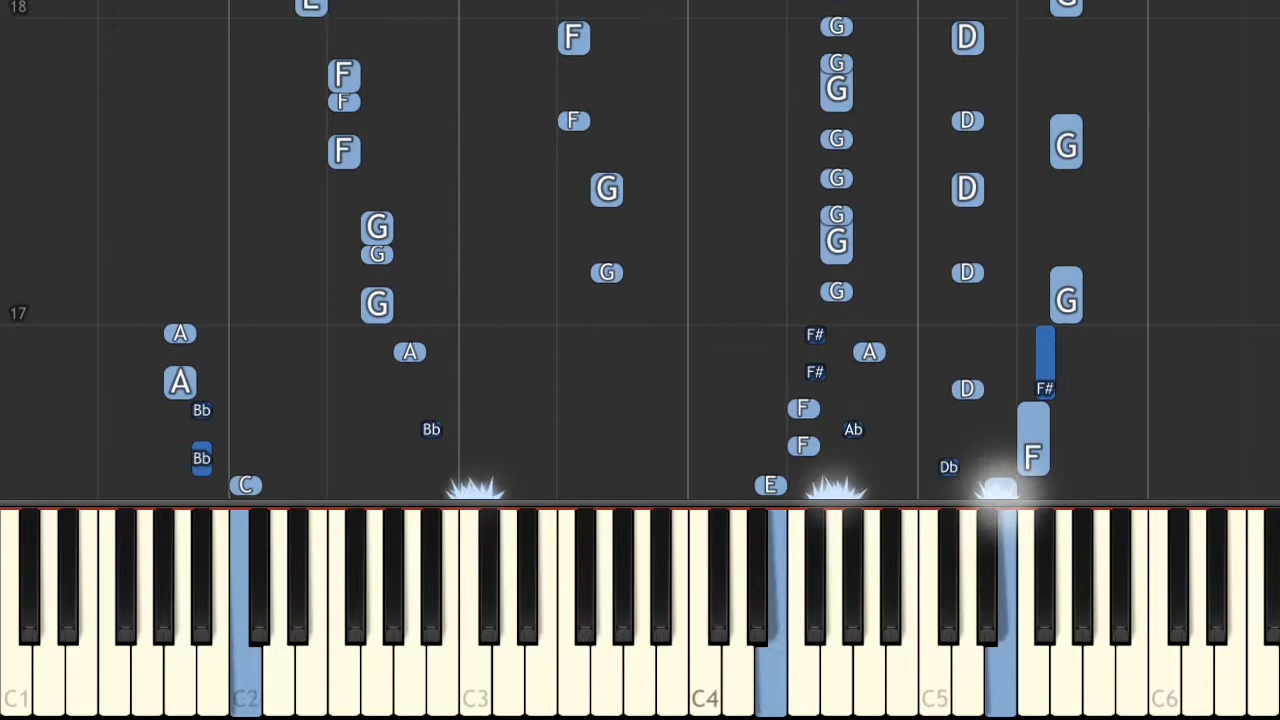 18 E G
G
F D
G
F G
F
F D
G
F G
G
G D
G
G G
G
G D
G
G G
17
A F#
A A
F#
A D F#
Bb F
Bb Ab
F
Bb F
Db
C E
C1 C2 C3 C4 C5 C6